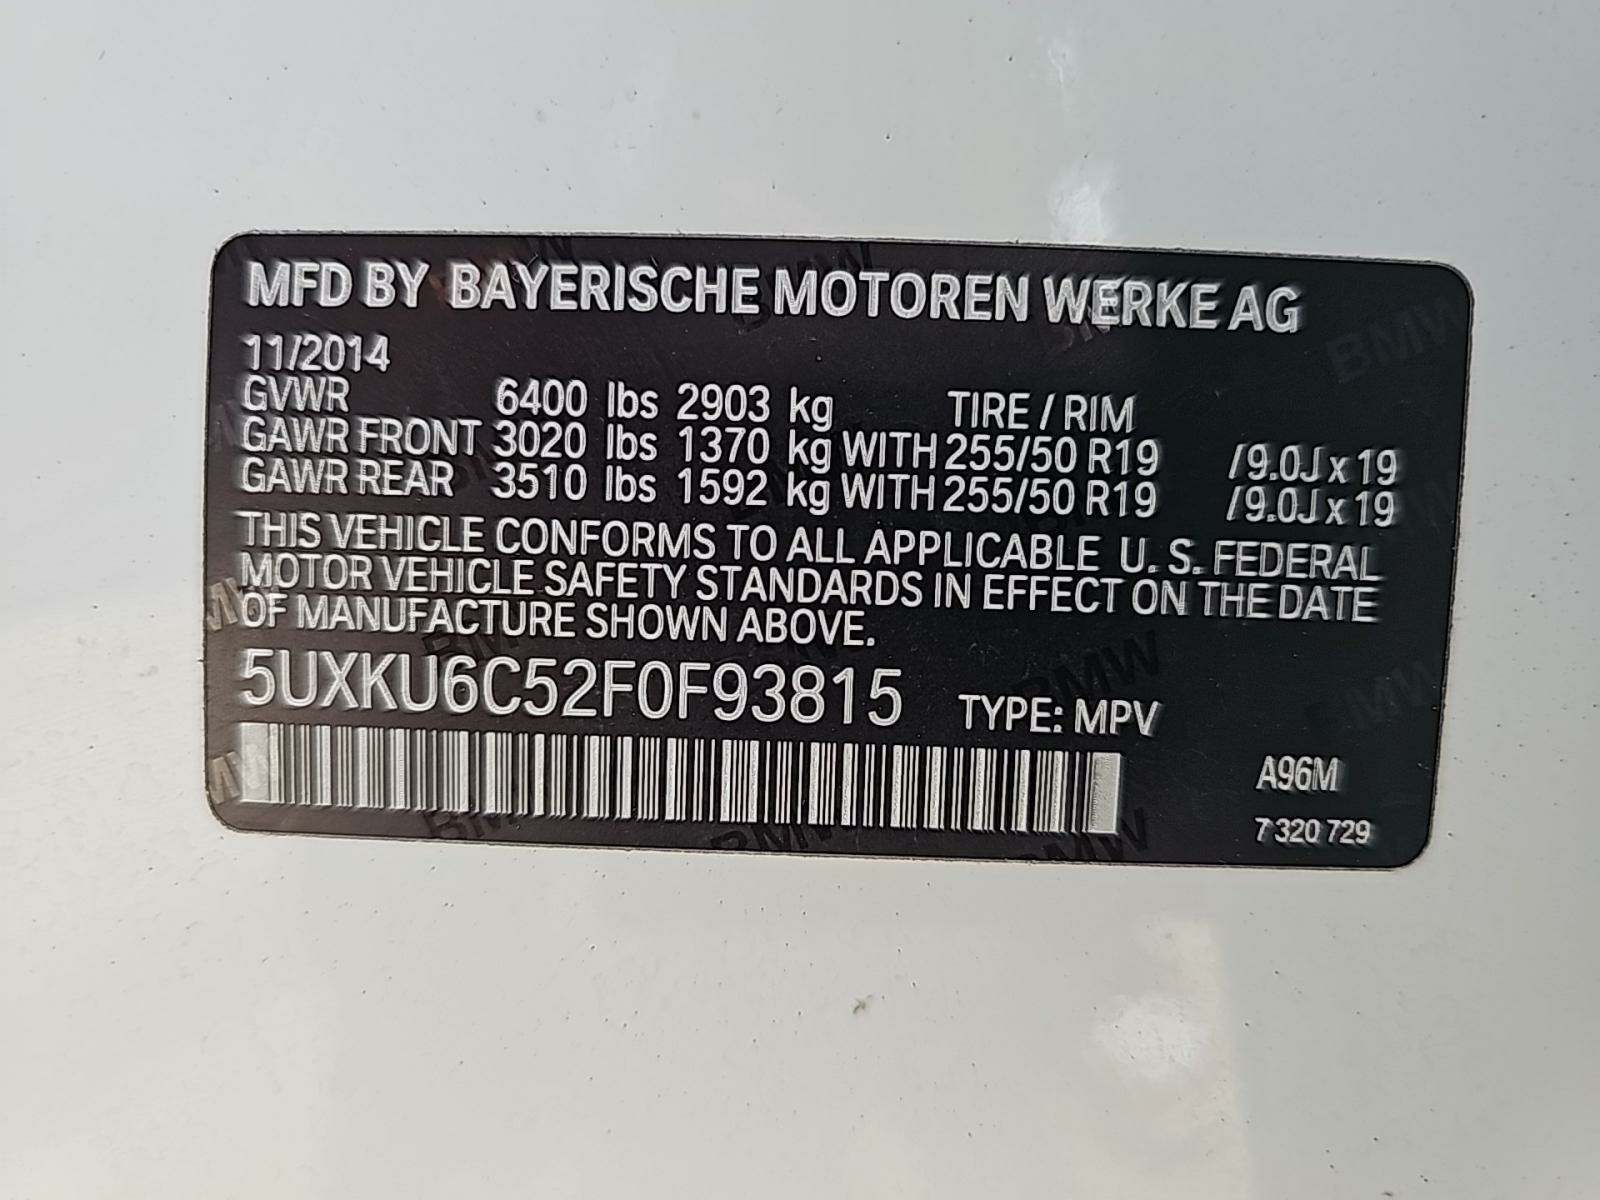 MFD BY BAYERISCHE MOTOREN WERKE AG
11/2014
GVWR 6400 lbs 2903 kg TIRE / RIM
GAWR FRONT 3020 lbs 1370 kg WITH 255/50 R19 /9.0J x 19
GAWR REAR 3510 lbs 1592 kg WITH 255/50 R19 /9.0J x 19
THIS VEHICLE CONFORMS TO ALL APPLICABLE U. S. FEDERAL
MOTOR VEHICLE SAFETY STANDARDS IN EFFECT ON THE DATE
OF MANUFACTURE SHOWN ABOVE.
5UXKU6C52F0F93815 TYPE: MPV
A96M
7 320 729